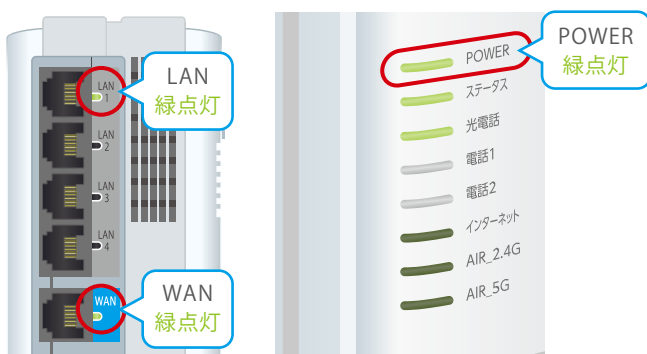 LAN
1
LAN
2
LAN
3
LAN
4
WAN
LAN
緑点灯
WAN
緑点灯
POWER
ステータス
光電話
電話1
電話2
インターネット
AIR_2.4G
AIR_5G
POWER
緑点灯